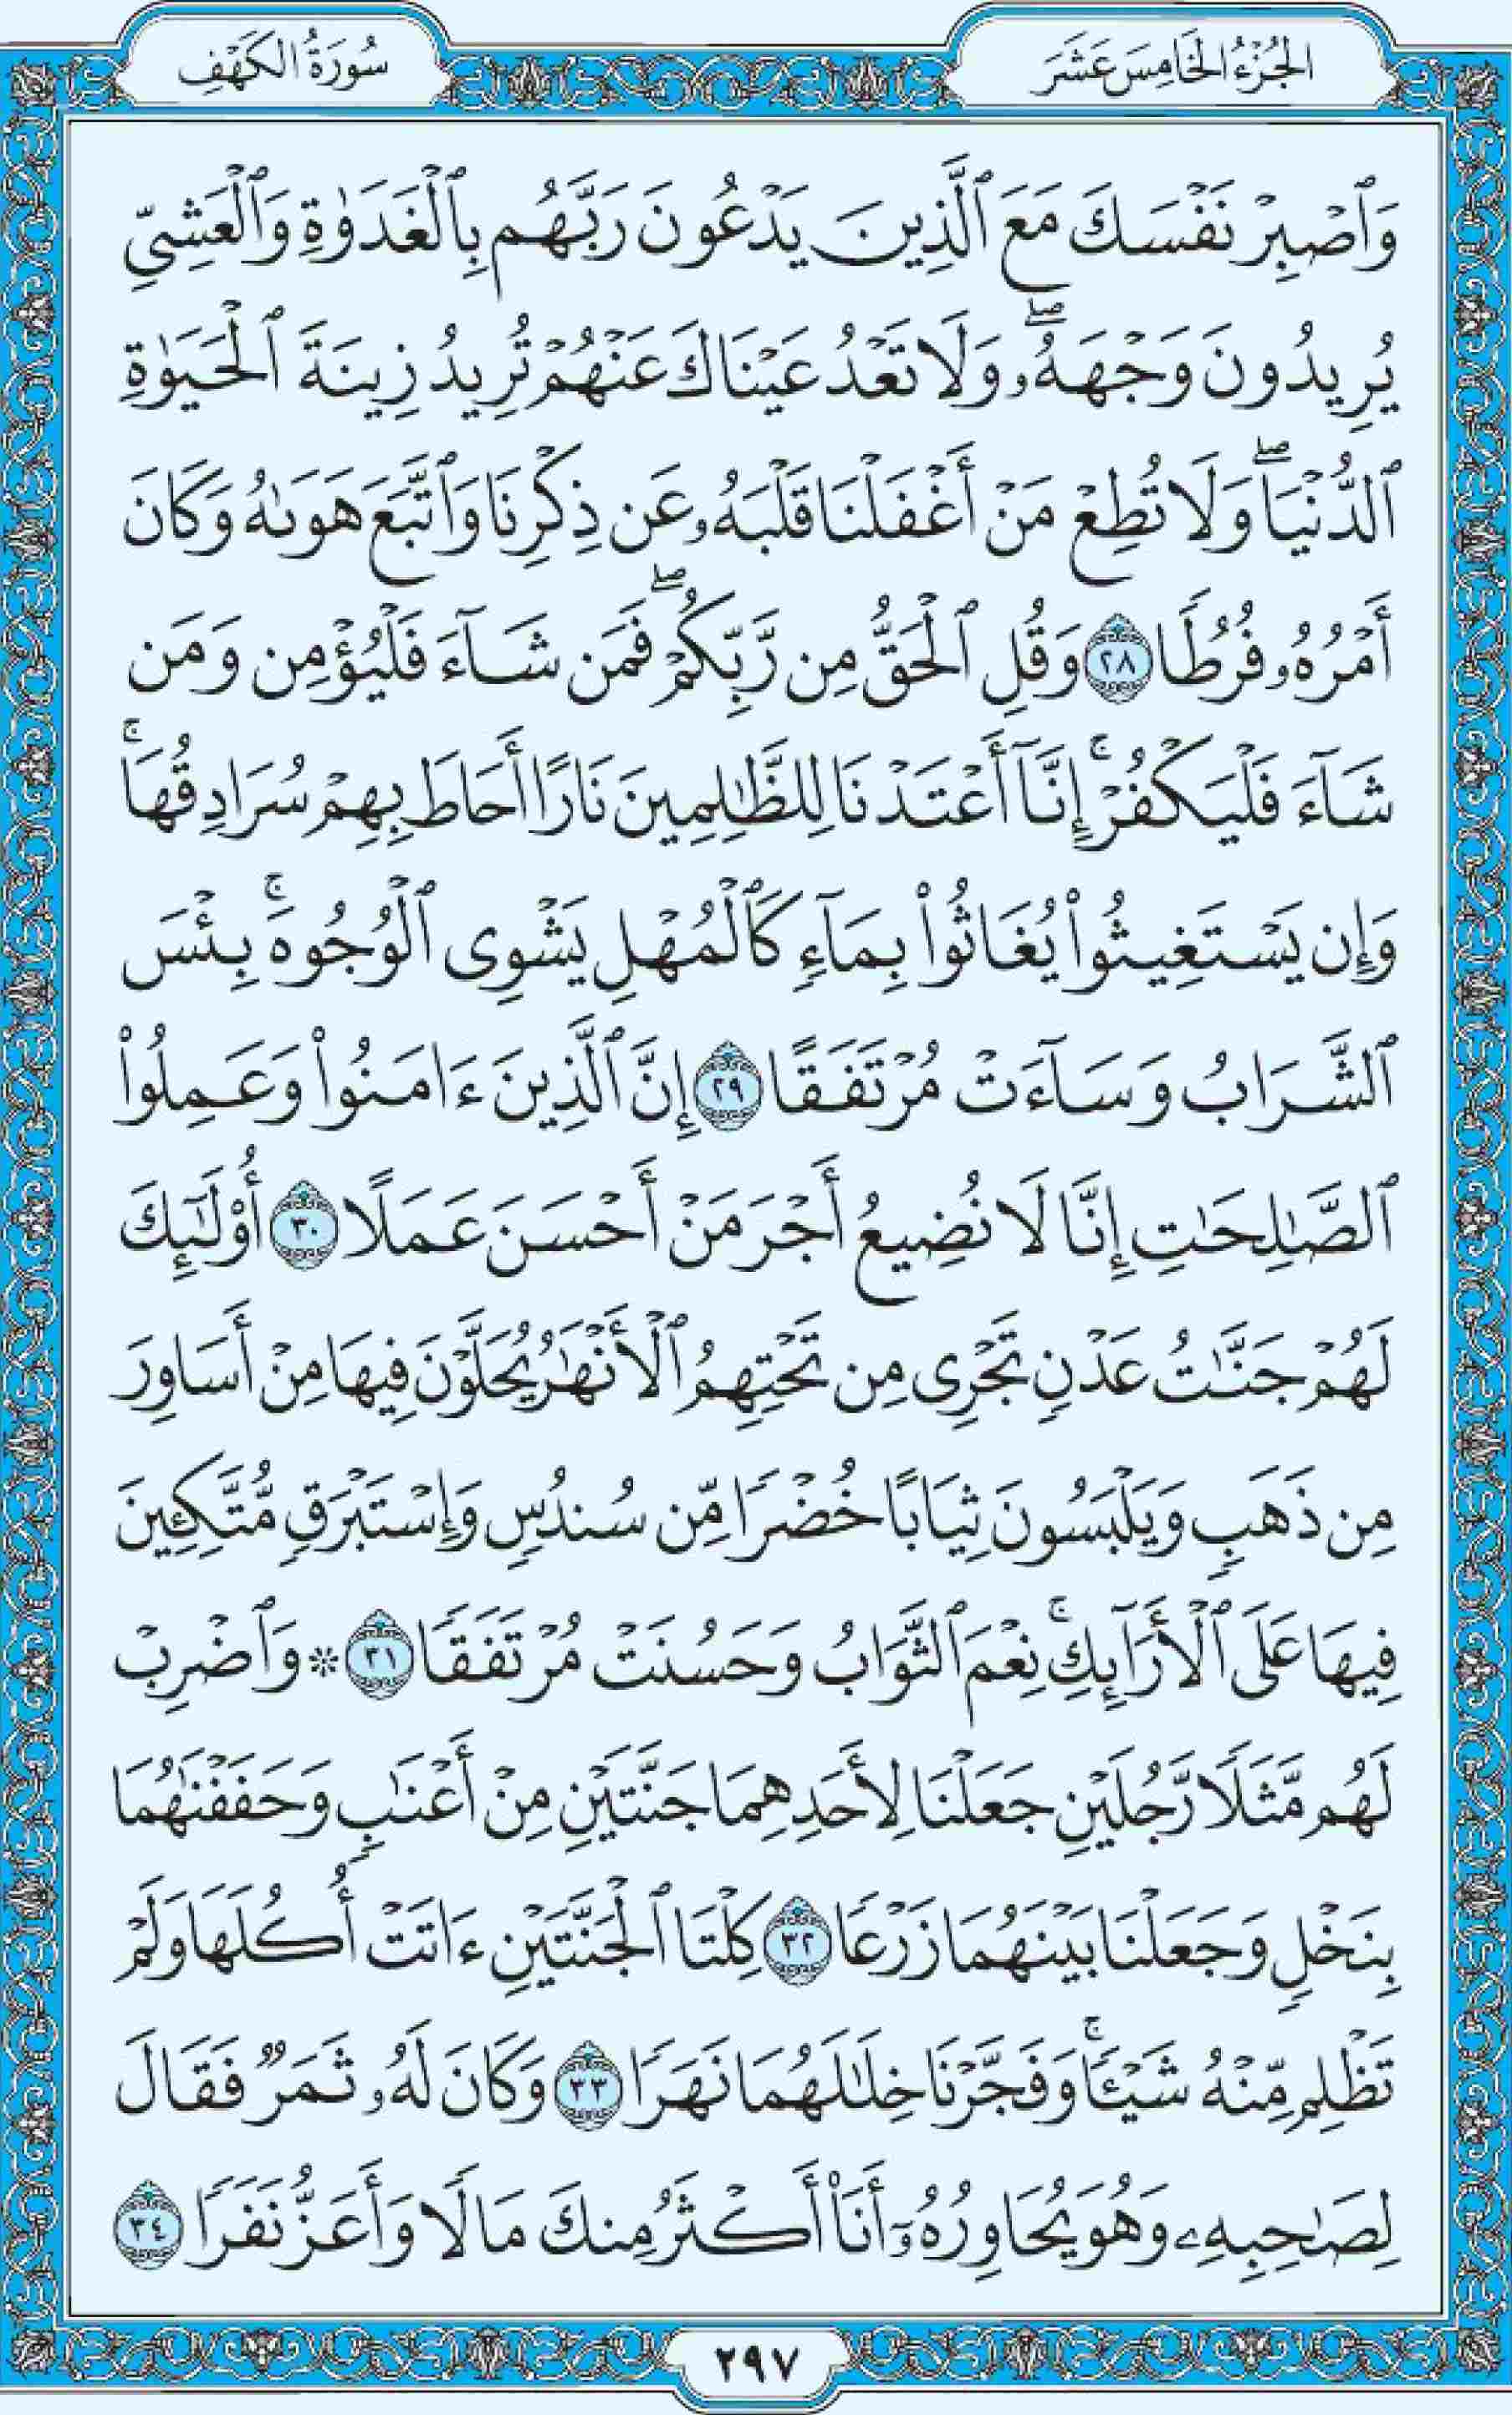 الجُزْءُ الخَامِسَ عَشَرَ
سُورَةُ الكَهْفِ
وَٱصْبِرْ نَفْسَكَ مَعَ ٱلَّذِينَ يَدْعُونَ رَبَّهُم بِٱلْغَدَوٰةِ وَٱلْعَشِىِّ
يُرِيدُونَ وَجْهَهُۥۖ وَلَا تَعْدُ عَيْنَاكَ عَنْهُمْ تُرِيدُ زِينَةَ ٱلْحَيَوٰةِ
ٱلدُّنْيَاۖ وَلَا تُطِعْ مَنْ أَغْفَلْنَا قَلْبَهُۥ عَن ذِكْرِنَا وَٱتَّبَعَ هَوَىٰهُ وَكَانَ
أَمْرُهُۥ فُرُطًا ٢٨ وَقُلِ ٱلْحَقُّ مِن رَّبِّكُمْۖ فَمَن شَآءَ فَلْيُؤْمِن وَمَن
شَآءَ فَلْيَكْفُرْۚ إِنَّآ أَعْتَدْنَا لِلظَّٰلِمِينَ نَارًا أَحَاطَ بِهِمْ سُرَادِقُهَاۚ
وَإِن يَسْتَغِيثُوا۟ يُغَاثُوا۟ بِمَآءٍ كَٱلْمُهْلِ يَشْوِى ٱلْوُجُوهَۚ بِئْسَ
ٱلشَّرَابُ وَسَآءَتْ مُرْتَفَقًا ٢٩ إِنَّ ٱلَّذِينَ ءَامَنُوا۟ وَعَمِلُوا۟
ٱلصَّٰلِحَٰتِ إِنَّا لَا نُضِيعُ أَجْرَ مَنْ أَحْسَنَ عَمَلًا ٣٠ أُو۟لَٰٓئِكَ
لَهُمْ جَنَّٰتُ عَدْنٍ تَجْرِى مِن تَحْتِهِمُ ٱلْأَنْهَٰرُ يُحَلَّوْنَ فِيهَا مِنْ أَسَاوِرَ
مِن ذَهَبٍ وَيَلْبَسُونَ ثِيَابًا خُضْرًا مِّن سُندُسٍ وَإِسْتَبْرَقٍ مُّتَّكِـِٔينَ
فِيهَا عَلَى ٱلْأَرَآئِكِۚ نِعْمَ ٱلثَّوَابُ وَحَسُنَتْ مُرْتَفَقًا ٣١ ۞ وَٱضْرِبْ
لَهُم مَّثَلًا رَّجُلَيْنِ جَعَلْنَا لِأَحَدِهِمَا جَنَّتَيْنِ مِنْ أَعْنَٰبٍ وَحَفَفْنَٰهُمَا
بِنَخْلٍ وَجَعَلْنَا بَيْنَهُمَا زَرْعًا ٣٢ كِلْتَا ٱلْجَنَّتَيْنِ ءَاتَتْ أُكُلَهَا وَلَمْ
تَظْلِم مِّنْهُ شَيْـًٔاۚ وَفَجَّرْنَا خِلَٰلَهُمَا نَهَرًا ٣٣ وَكَانَ لَهُۥ ثَمَرٌ فَقَالَ
لِصَٰحِبِهِۦ وَهُوَ يُحَاوِرُهُۥٓ أَنَا۠ أَكْثَرُ مِنكَ مَالًا وَأَعَزُّ نَفَرًا ٣٤
٢٩٧